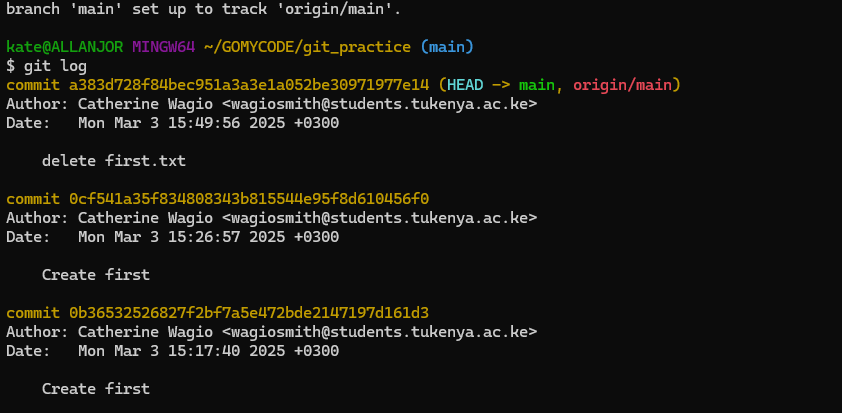 branch 'main' set up to track 'origin/main'.
kate@ALLANJOR MINGW64 ~/GOMYCODE/git_practice (main)
$ git log
commit a383d728f84bec951a3a3e1a052be30971977e14 (HEAD -> main, origin/main)
Author: Catherine Wagio <wagiosmith@students.tukenya.ac.ke>
Date:   Mon Mar 3 15:49:56 2025 +0300
    delete first.txt
commit 0cf541a35f834808343b815544e95f8d610456f0
Author: Catherine Wagio <wagiosmith@students.tukenya.ac.ke>
Date:   Mon Mar 3 15:26:57 2025 +0300
    Create first
commit 0b36532526827f2bf7a5e472bde2147197d161d3
Author: Catherine Wagio <wagiosmith@students.tukenya.ac.ke>
Date:   Mon Mar 3 15:17:40 2025 +0300
    Create first